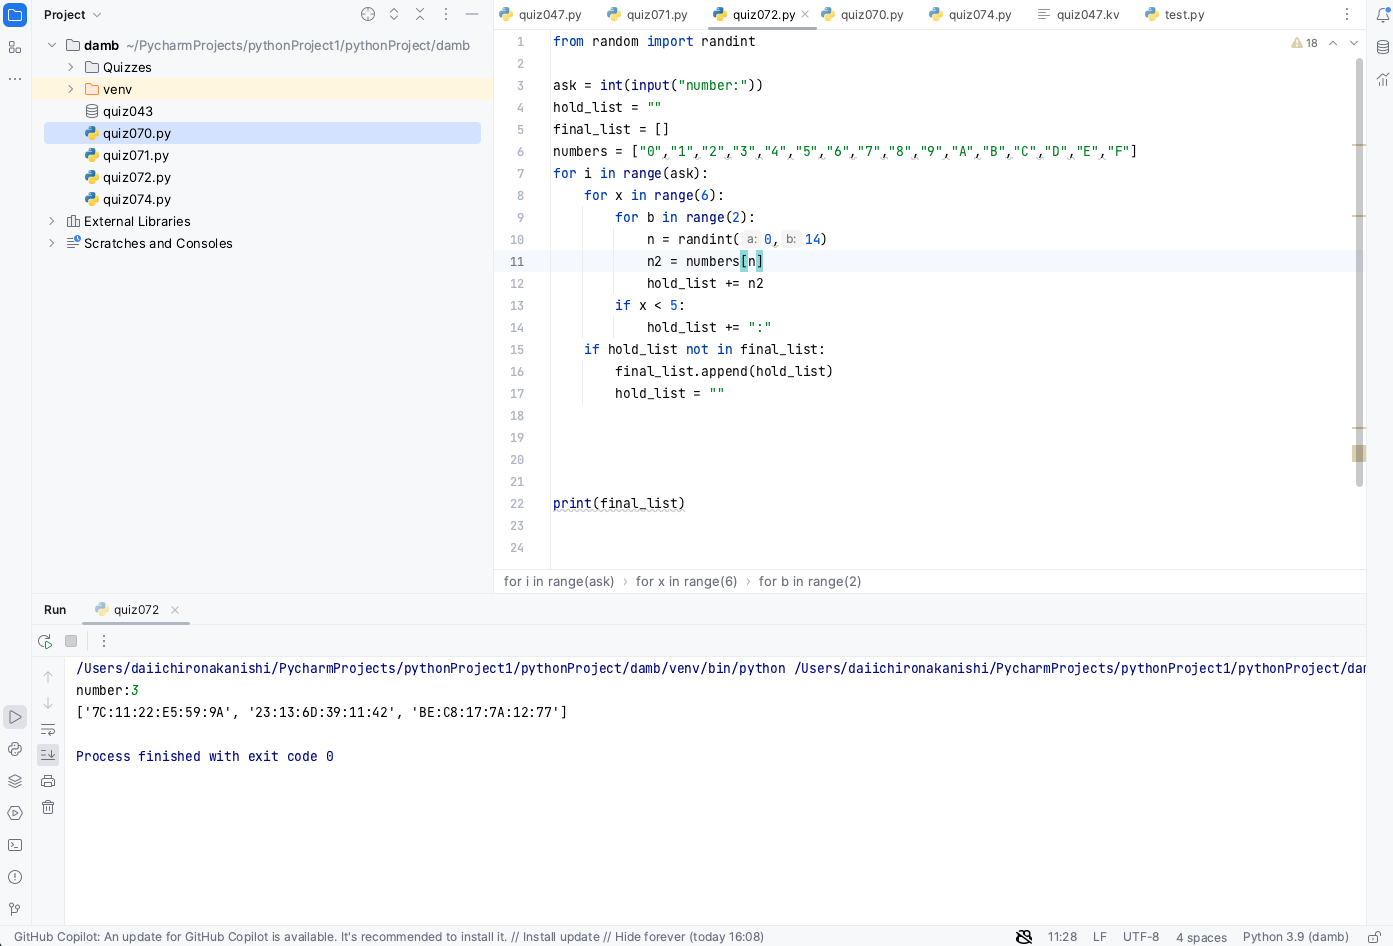 Project
quiz047.py
quiz071.py
quiz072.py
quiz070.py
quiz074.py
quiz047.kv
test.py
damb ~/PycharmProjects/pythonProject1/pythonProject/damb
Quizzes
venv
quiz043
quiz070.py
quiz071.py
quiz072.py
quiz074.py
External Libraries
Scratches and Consoles
18
1 from random import randint
2
3 ask = int(input("number:"))
4 hold_list = ""
5 final_list = []
6 numbers = ["0","1","2","3","4","5","6","7","8","9","A","B","C","D","E","F"]
7 for i in range(ask):
8     for x in range(6):
9         for b in range(2):
10             n = randint( a: 0, b: 14)
11             n2 = numbers[n]
12             hold_list += n2
13         if x < 5:
14             hold_list += ":"
15     if hold_list not in final_list:
16         final_list.append(hold_list)
17         hold_list = ""
18
19
20
21
22 print(final_list)
23
24
for i in range(ask) › for x in range(6) › for b in range(2)
Run quiz072
/Users/daiichironakanishi/PycharmProjects/pythonProject1/pythonProject/damb/venv/bin/python /Users/daiichironakanishi/PycharmProjects/pythonProject1/pythonProject/dam
number:3
['7C:11:22:E5:59:9A', '23:13:6D:39:11:42', 'BE:C8:17:7A:12:77']
Process finished with exit code 0
GitHub Copilot: An update for GitHub Copilot is available. It's recommended to install it. // Install update // Hide forever (today 16:08)
11:28 LF UTF-8 4 spaces Python 3.9 (damb)